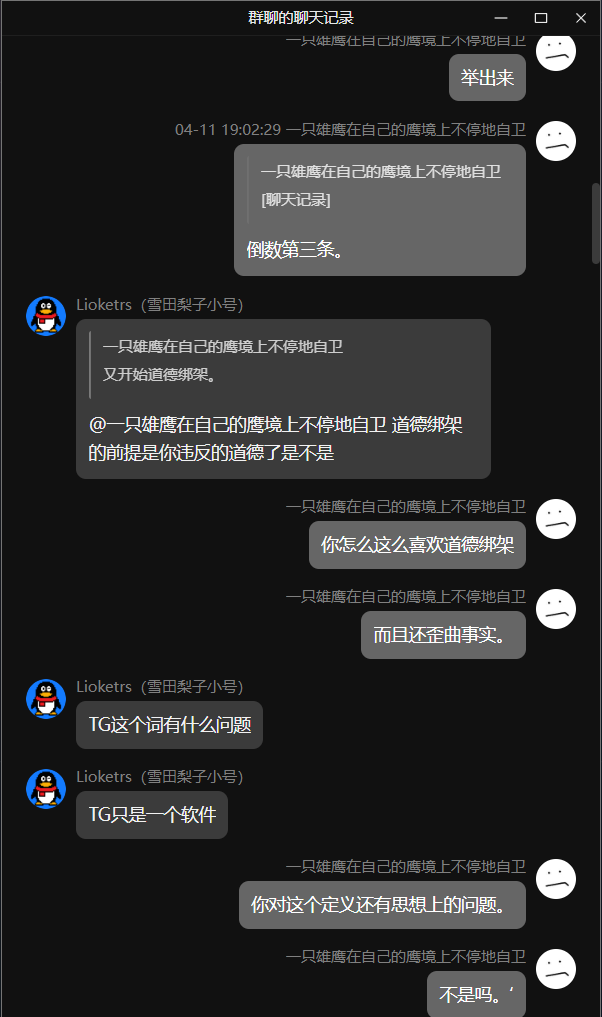 群聊的聊天记录
一只雄鹰在自己的鹰境上不停地自卫
举出来
04-11 19:02:29 一只雄鹰在自己的鹰境上不停地自卫
一只雄鹰在自己的鹰境上不停地自卫
[聊天记录]
倒数第三条。
Lioketrs（雪田梨子小号）
一只雄鹰在自己的鹰境上不停地自卫
又开始道德绑架。
@一只雄鹰在自己的鹰境上不停地自卫 道德绑架
的前提是你违反的道德了是不是
一只雄鹰在自己的鹰境上不停地自卫
你怎么这么喜欢道德绑架
一只雄鹰在自己的鹰境上不停地自卫
而且还歪曲事实。
Lioketrs（雪田梨子小号）
TG这个词有什么问题
Lioketrs（雪田梨子小号）
TG只是一个软件
一只雄鹰在自己的鹰境上不停地自卫
你对这个定义还有思想上的问题。
一只雄鹰在自己的鹰境上不停地自卫
不是吗。‘